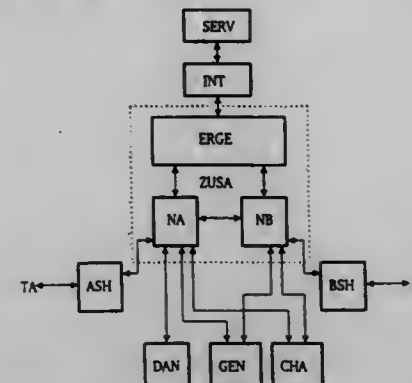 SERV
INT
ERGE
ZUSA
NA NB
TA ASH BSH
DAN GEN CHA